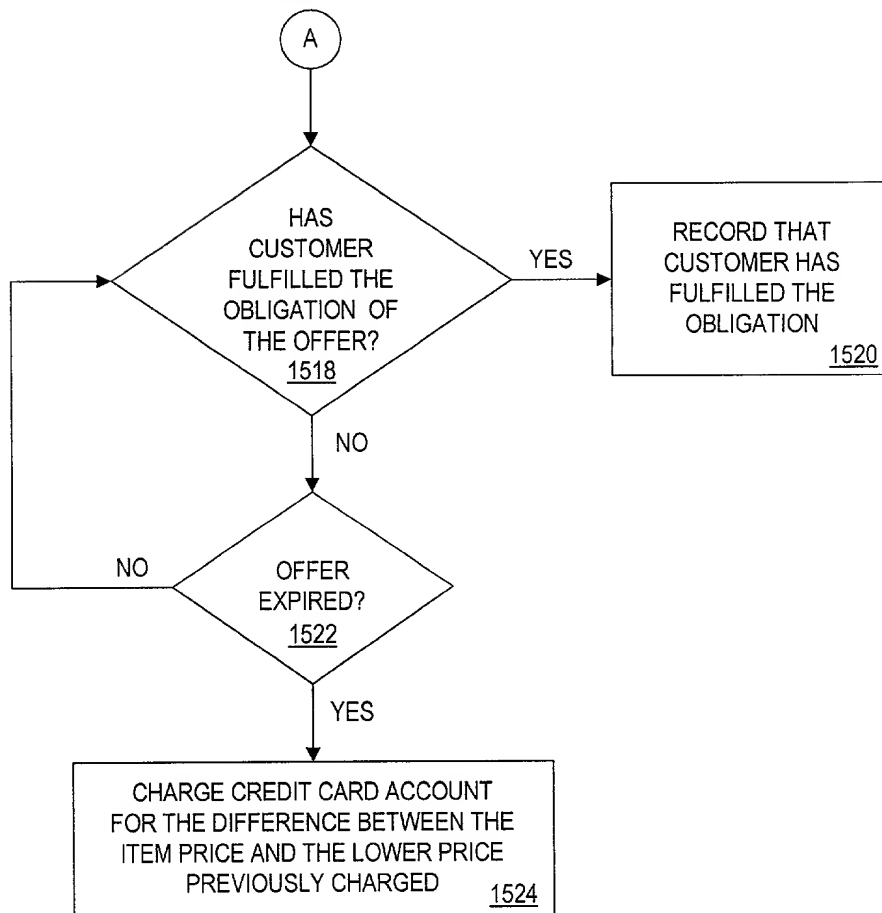 A
HAS
CUSTOMER
FULFILLED THE
OBLIGATION OF
THE OFFER?
1518
YES
RECORD THAT
CUSTOMER HAS
FULFILLED THE
OBLIGATION
1520
NO
NO
OFFER
EXPIRED?
1522
YES
CHARGE CREDIT CARD ACCOUNT
FOR THE DIFFERENCE BETWEEN THE
ITEM PRICE AND THE LOWER PRICE
PREVIOUSLY CHARGED
1524